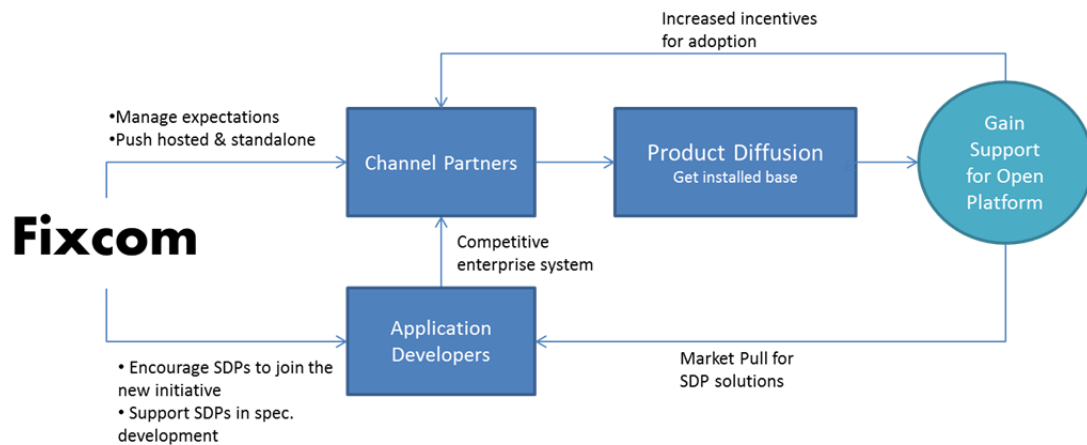 Increased incentives
for adoption
•Manage expectations
•Push hosted & standalone
Channel Partners
Product Diffusion
Get installed base
Gain
Support
for Open
Platform
Fixcom
Competitive
enterprise system
Application
Developers
Market Pull for
SDP solutions
• Encourage SDPs to join the
new initiative
• Support SDPs in spec.
development